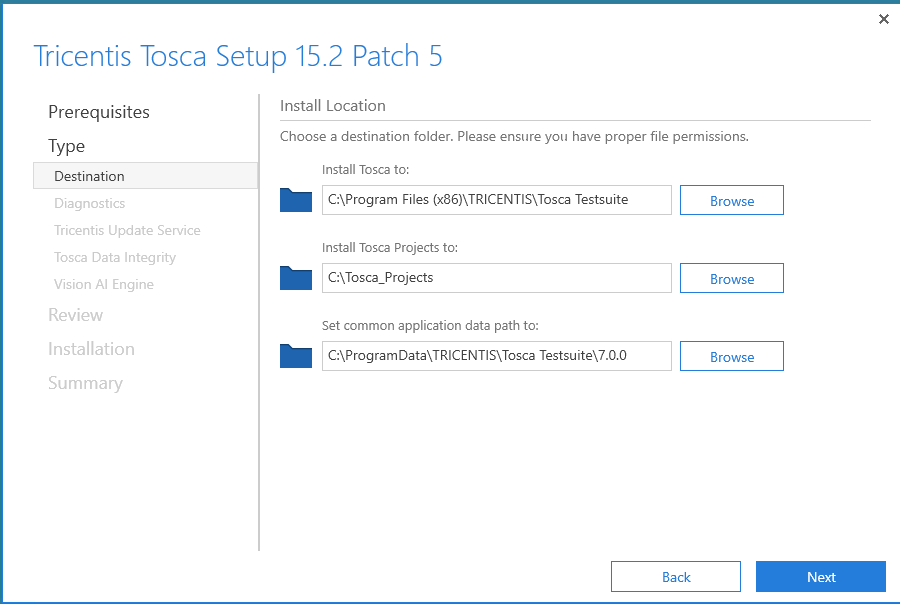 Tricentis Tosca Setup 15.2 Patch 5
Prerequisites
Type
Destination
Diagnostics
Tricentis Update Service
Tosca Data Integrity
Vision AI Engine
Review
Installation
Summary
Install Location
Choose a destination folder. Please ensure you have proper file permissions.
Install Tosca to:
C:\Program Files (x86)\TRICENTIS\Tosca Testsuite
Browse
Install Tosca Projects to:
C:\Tosca_Projects
Browse
Set common application data path to:
C:\ProgramData\TRICENTIS\Tosca Testsuite\7.0.0
Browse
Back
Next